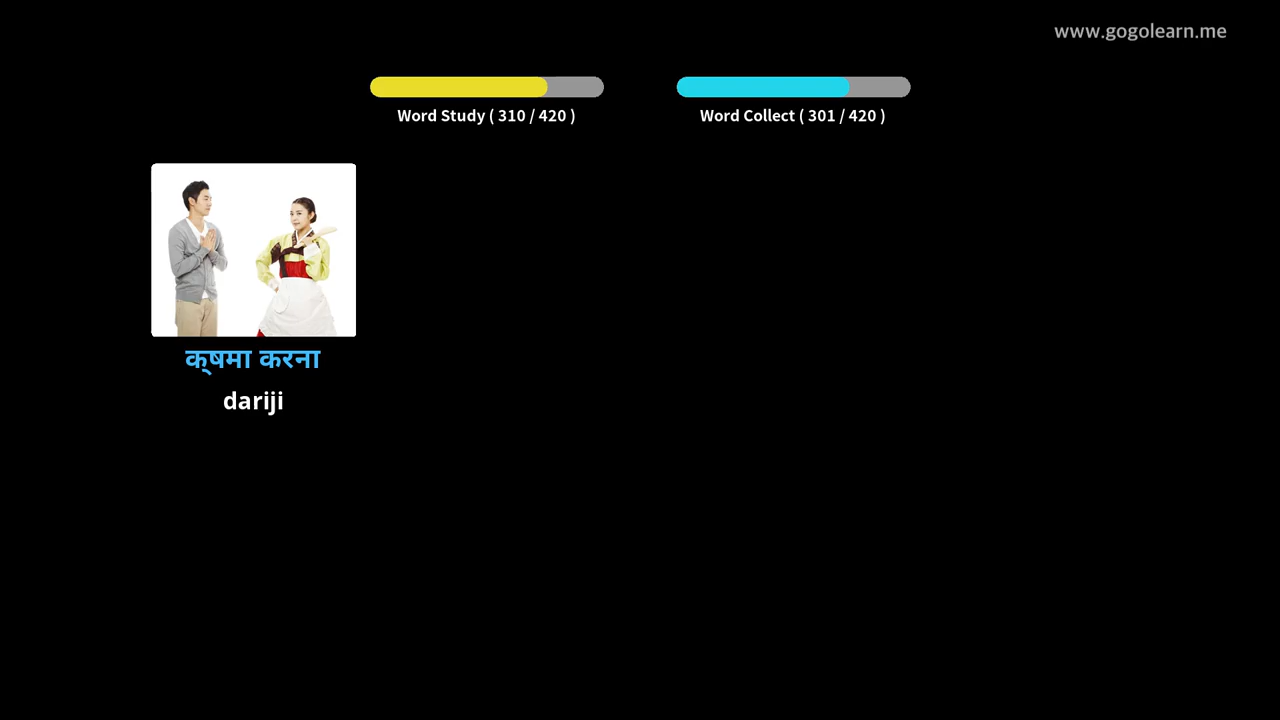 www.gogolearn.me
Word Study ( 310 / 420 )
Word Collect ( 301 / 420 )
क्षमा करना
dariji